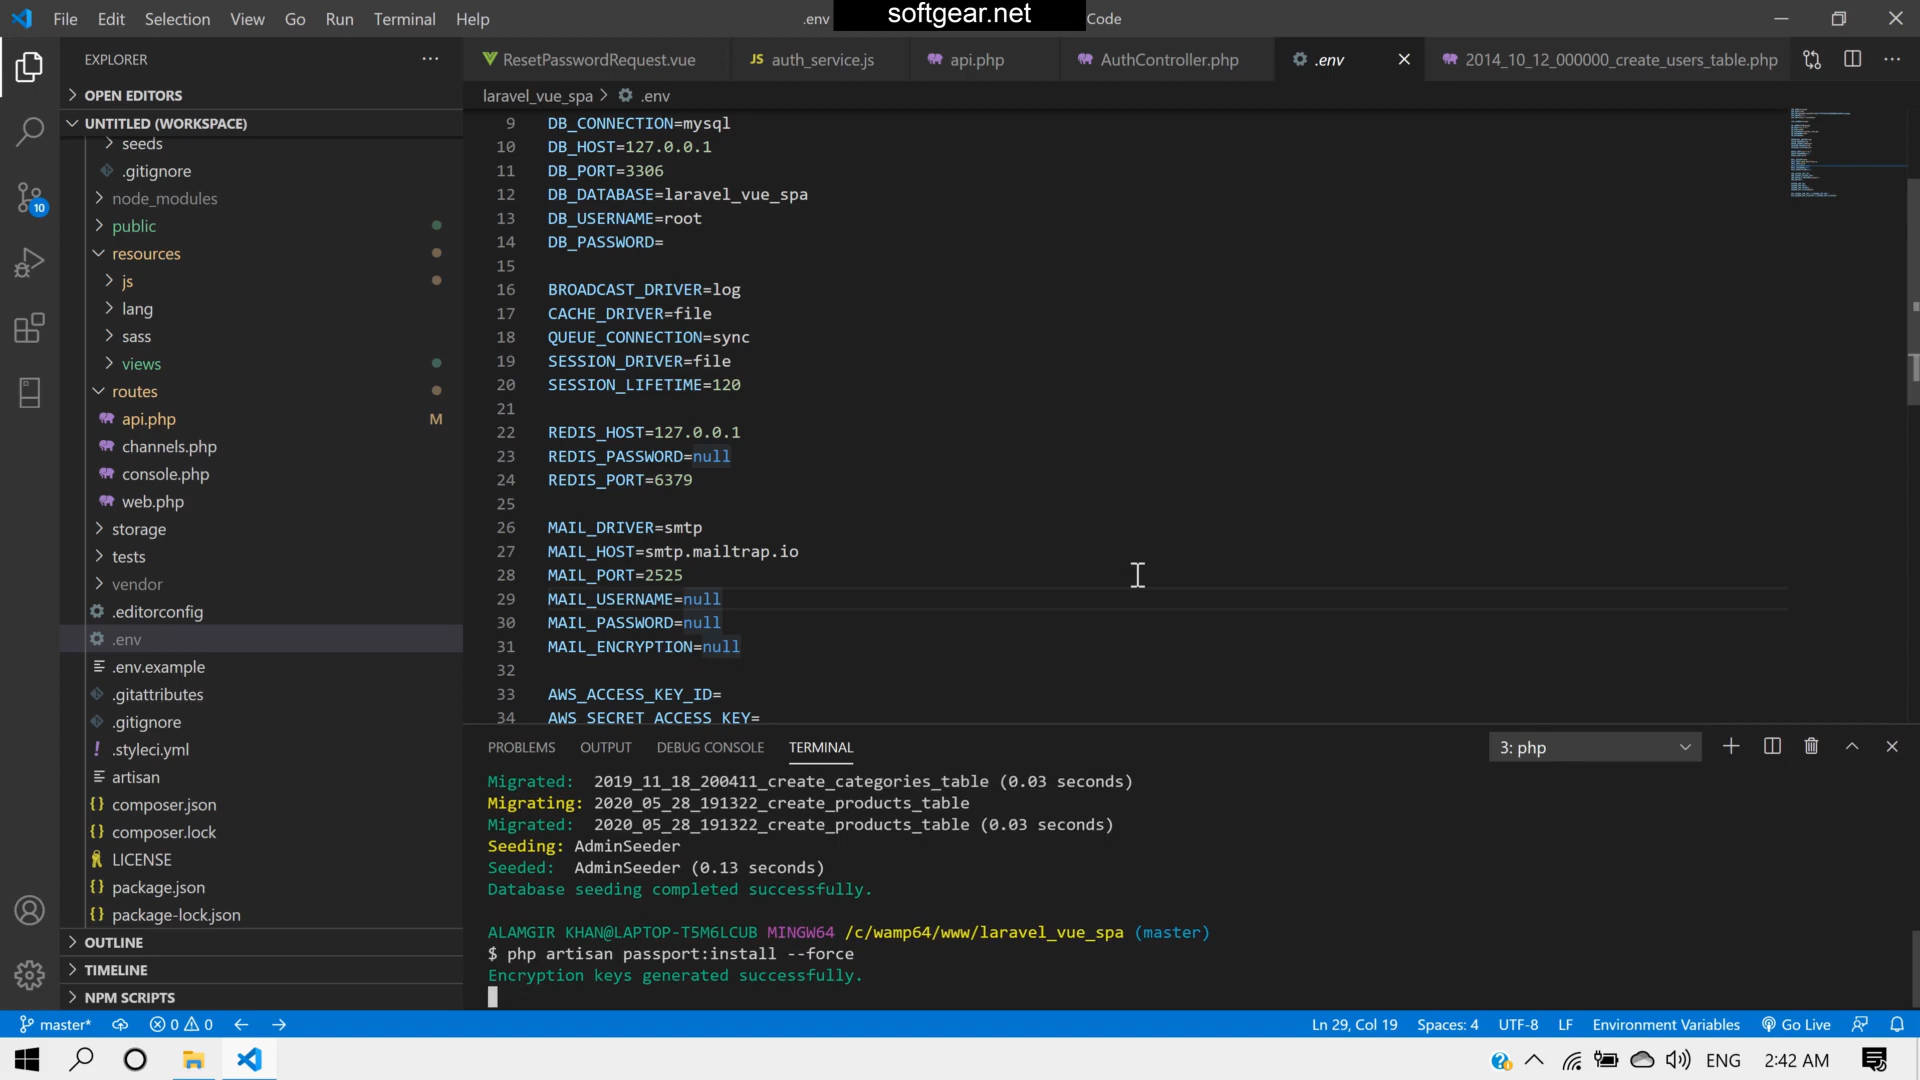 File Edit Selection View Go Run Terminal Help
.env
softgear.net
Code
EXPLORER
OPEN EDITORS
UNTITLED (WORKSPACE)
seeds
.gitignore
node_modules
public
resources
js
lang
sass
views
routes
api.php M
channels.php
console.php
web.php
storage
tests
vendor
.editorconfig
.env
.env.example
.gitattributes
.gitignore
.styleci.yml
artisan
composer.json
composer.lock
LICENSE
package.json
package-lock.json
OUTLINE
TIMELINE
NPM SCRIPTS
ResetPasswordRequest.vue JS auth_service.js api.php AuthController.php .env 2014_10_12_000000_create_users_table.php
laravel_vue_spa > .env
9 DB_CONNECTION=mysql
10 DB_HOST=127.0.0.1
11 DB_PORT=3306
12 DB_DATABASE=laravel_vue_spa
13 DB_USERNAME=root
14 DB_PASSWORD=
15
16 BROADCAST_DRIVER=log
17 CACHE_DRIVER=file
18 QUEUE_CONNECTION=sync
19 SESSION_DRIVER=file
20 SESSION_LIFETIME=120
21
22 REDIS_HOST=127.0.0.1
23 REDIS_PASSWORD=null
24 REDIS_PORT=6379
25
26 MAIL_DRIVER=smtp
27 MAIL_HOST=smtp.mailtrap.io
28 MAIL_PORT=2525
29 MAIL_USERNAME=null
30 MAIL_PASSWORD=null
31 MAIL_ENCRYPTION=null
32
33 AWS_ACCESS_KEY_ID=
34 AWS_SECRET_ACCESS_KEY=
PROBLEMS OUTPUT DEBUG CONSOLE TERMINAL 3: php
Migrated: 2019_11_18_200411_create_categories_table (0.03 seconds)
Migrating: 2020_05_28_191322_create_products_table
Migrated: 2020_05_28_191322_create_products_table (0.03 seconds)
Seeding: AdminSeeder
Seeded: AdminSeeder (0.13 seconds)
Database seeding completed successfully.
ALAMGIR KHAN@LAPTOP-T5M6LCUB MINGW64 /c/wamp64/www/laravel_vue_spa (master)
$ php artisan passport:install --force
Encryption keys generated successfully.
10
master* 0 0 Ln 29, Col 19 Spaces: 4 UTF-8 LF Environment Variables Go Live
ENG 2:42 AM